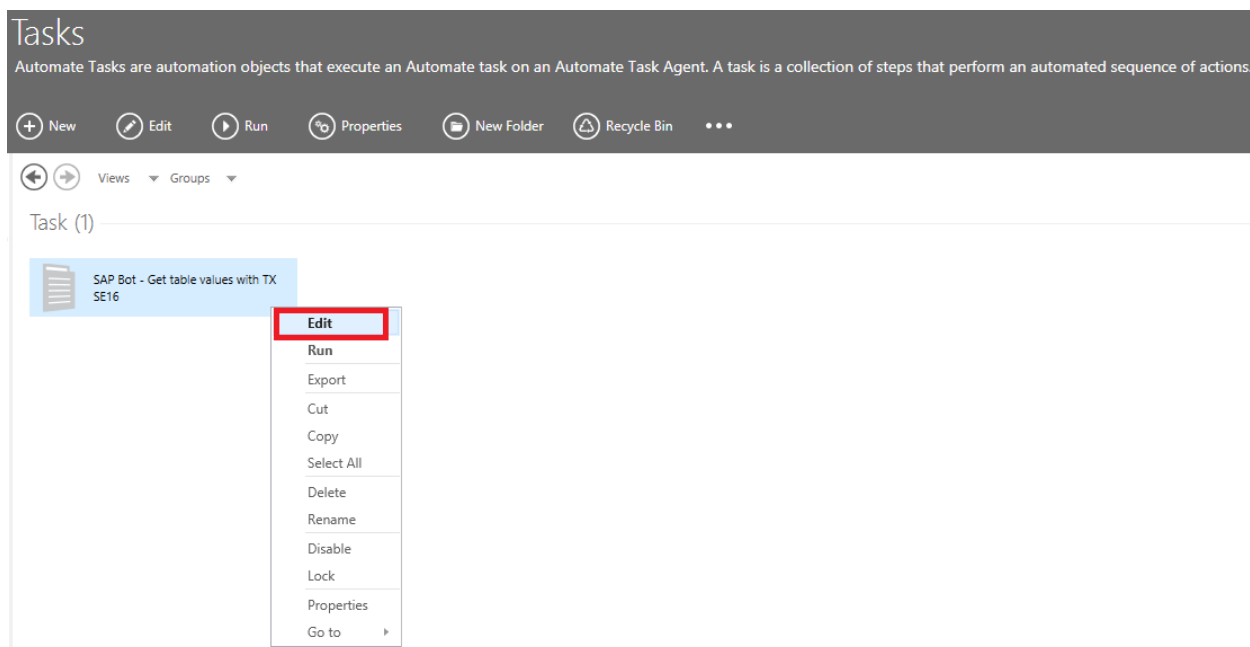 Tasks
Automate Tasks are automation objects that execute an Automate task on an Automate Task Agent. A task is a collection of steps that perform an automated sequence of actions.
New Edit Run Properties New Folder Recycle Bin •••
Views Groups
Task (1)
SAP Bot - Get table values with TX
SE16
Edit
Run
Export
Cut
Copy
Select All
Delete
Rename
Disable
Lock
Properties
Go to